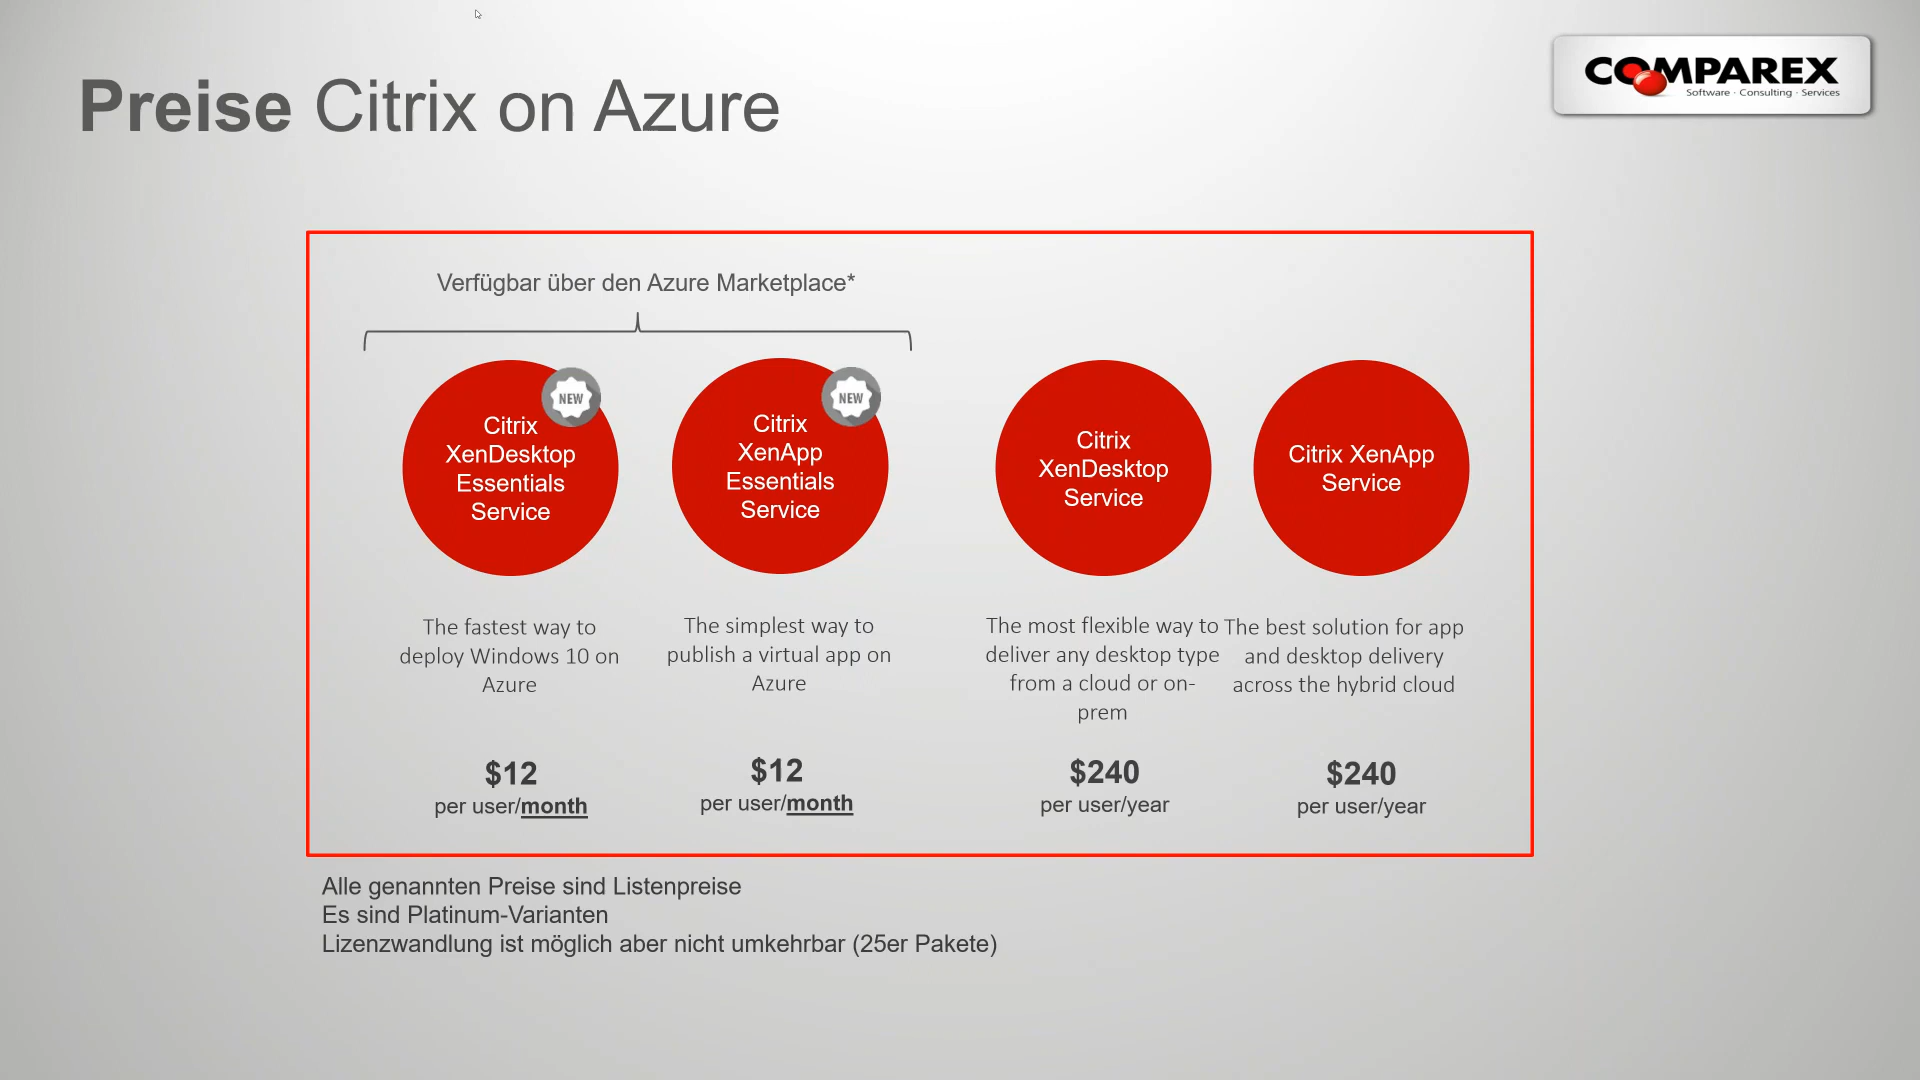 Preise Citrix on Azure
COMPAREX
Software · Consulting · Services
Verfügbar über den Azure Marketplace*
NEW
Citrix
XenDesktop
Essentials
Service
The fastest way to
deploy Windows 10 on
Azure
$12
per user/month
NEW
Citrix
XenApp
Essentials
Service
The simplest way to
publish a virtual app on
Azure
$12
per user/month
Citrix
XenDesktop
Service
The most flexible way to
deliver any desktop type
from a cloud or on-
prem
$240
per user/year
Citrix XenApp
Service
The best solution for app
and desktop delivery
across the hybrid cloud
$240
per user/year
Alle genannten Preise sind Listenpreise
Es sind Platinum-Varianten
Lizenzwandlung ist möglich aber nicht umkehrbar (25er Pakete)